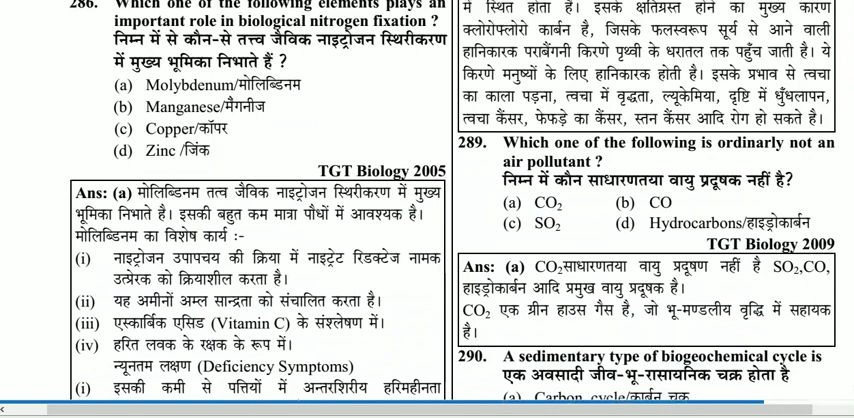 286. Which one of the following elements plays an
important role in biological nitrogen fixation ?
निम्न में से कौन-से तत्त्व जैविक नाइट्रोजन स्थिरीकरण
में मुख्य भूमिका निभाते हैं ?
(a) Molybdenum/मोलिब्डिनम
(b) Manganese/मैंगनीज
(c) Copper/कॉपर
(d) Zinc /जिंक
TGT Biology 2005
Ans: (a) मोलिब्डिनम तत्व जैविक नाइट्रोजन स्थिरीकरण में मुख्य
भूमिका निभाते है। इसकी बहुत कम मात्रा पौधों में आवश्यक है।
मोलिब्डिनम का विशेष कार्य :-
(i) नाइट्रोजन उपापचय की क्रिया में नाइट्रेट रिडक्टेज नामक
उत्प्रेरक को क्रियाशील करता है।
(ii) यह अमीनों अम्ल सान्द्रता को संचालित करता है।
(iii) एस्कार्बिक एसिड (Vitamin C) के संश्लेषण में।
(iv) हरित लवक के रक्षक के रूप में।
न्यूनतम लक्षण (Deficiency Symptoms)
(i) इसकी कमी से पत्तियों में अन्तरशिरीय हरिमहीनता
में स्थित होता है। इसके क्षतिग्रस्त होने का मुख्य कारण
क्लोरोफ्लोरो कार्बन है, जिसके फलस्वरूप सूर्य से आने वाली
हानिकारक पराबैंगनी किरणे पृथ्वी के धरातल तक पहुँच जाती है। ये
किरणे मनुष्यों के लिए हानिकारक होती है। इसके प्रभाव से त्वचा
का काला पड़ना, त्वचा में वृद्धता, ल्यूकेमिया, दृष्टि में धुँधलापन,
त्वचा कैंसर, फेफड़े का कैंसर, स्तन कैंसर आदि रोग हो सकते है।
289. Which one of the following is ordinarly not an
air pollutant ?
निम्न में कौन साधारणतया वायु प्रदूषक नहीं है?
(a) CO₂ (b) CO
(c) SO₂ (d) Hydrocarbons/हाइड्रोकार्बन
TGT Biology 2009
Ans: (a) CO₂साधारणतया वायु प्रदूषण नहीं है SO₂,CO,
हाइड्रोकार्बन आदि प्रमुख वायु प्रदूषक है।
CO₂ एक ग्रीन हाउस गैस है, जो भू-मण्डलीय वृद्धि में सहायक
है।
290. A sedimentary type of biogeochemical cycle is
एक अवसादी जीव-भू-रासायनिक चक्र होता है
(a) Carbon cycle/कार्बन चक्र